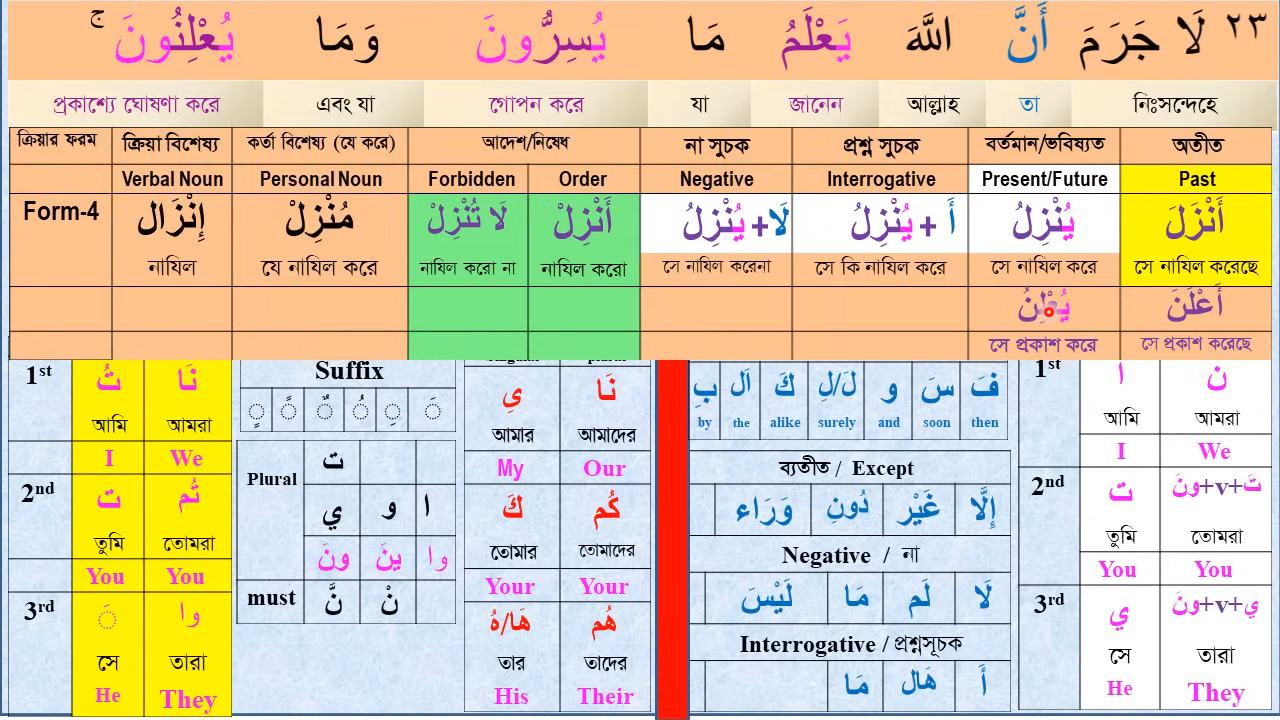 ٢٣ لَا جَرَمَ أَنَّ اللَّهَ يَعْلَمُ مَا يُسِرُّونَ وَمَا يُعْلِنُونَ ۚ
প্রকাশ্যে ঘোষণা করে এবং যা গোপন করে যা জানেন আল্লাহ তা নিঃসন্দেহে
ক্রিয়ার ফরম ক্রিয়া বিশেষ্য কর্তা বিশেষ্য (যে করে) আদেশ/নিষেধ না সুচক প্রশ্ন সুচক বর্তমান/ভবিষ্যত অতীত
Verbal Noun Personal Noun Forbidden Order Negative Interrogative Present/Future Past
Form-4 إِنْزَال مُنْزِلْ لَا تُنْزِلْ أَنْزِلْ لَا + يُنْزِلُ أَ + يُنْزِلُ يُنْزِلُ أَنْزَلَ
নাযিল যে নাযিল করে নাযিল করো না নাযিল করো সে নাযিল করেনা সে কি নাযিল করে সে নাযিল করে সে নাযিল করেছে
يُعْلِنُ أَعْلَنَ
সে প্রকাশ করে সে প্রকাশ করেছে
1st تُ نَا
আমি আমরা
I We
2nd ت تُم
তুমি তোমরা
You You
3rd َ وا
সে তারা
He They
Suffix
ٍ ً ٌ ُ ِ َ
Plural ت
ي و ا
ونَ ينَ وا
must نَّ نْ
يِ نَا
আমার আমাদের
My Our
كَ كُم
তোমার তোমাদের
Your Your
هَا/هُ هُم
তার তাদের
His Their
بِ اَل كَ لَ/لِ و سَ فَ
by the alike surely and soon then
ব্যতীত / Except
وَرَاء دُونِ غَيْر إِلَّا
Negative / না
لَيْسَ مَا لَم لَا
Interrogative / প্রশ্নসূচক
مَا هَال أَ
1st ا ن
আমি আমরা
I We
2nd ت تَ+v+ونَ
তুমি তোমরা
You You
3rd ي ي+v+ونَ
সে তারা
He They